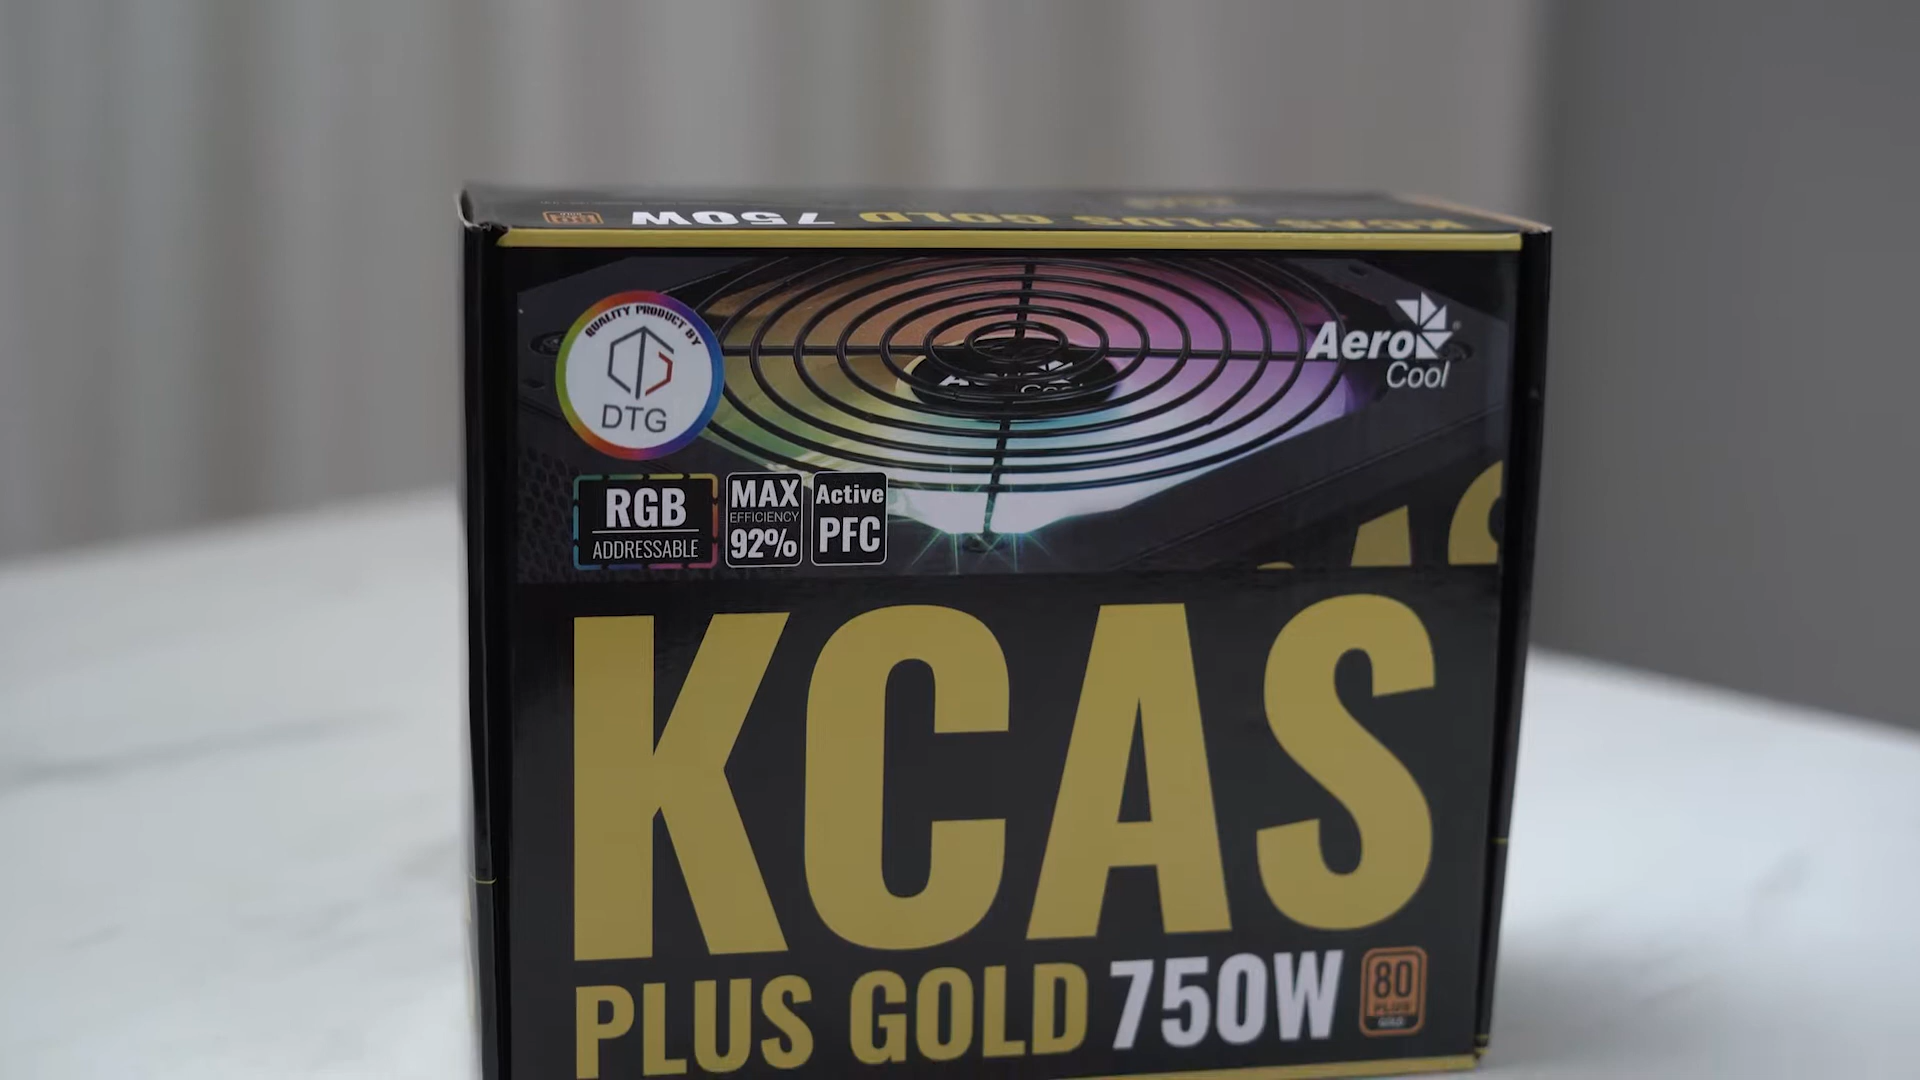 KCAS PLUS GOLD 750W
QUALITY PRODUCT BY
DTG
Aero
Cool
RGB
ADDRESSABLE
MAX
EFFICIENCY
92%
Active
PFC
KCAS
PLUS GOLD 750W
80
PLUS
GOLD